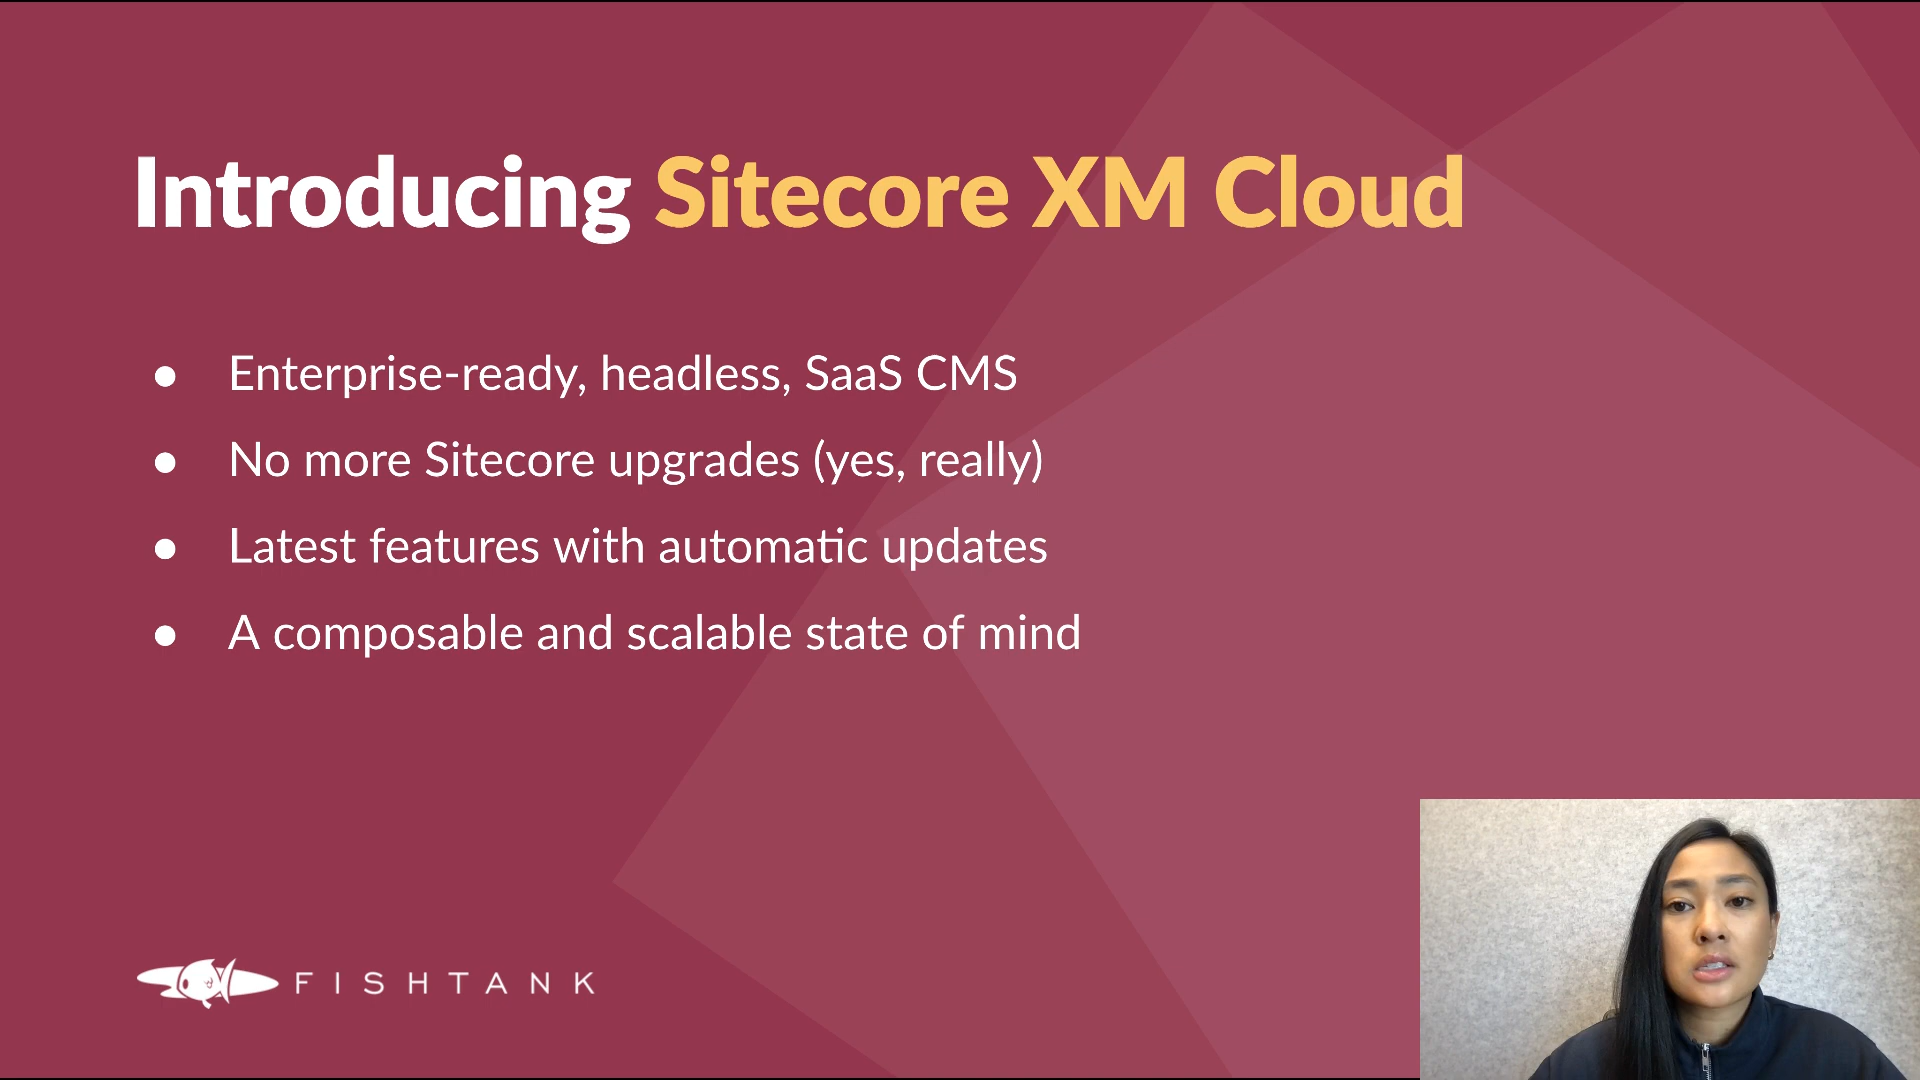 Introducing Sitecore XM Cloud
● Enterprise-ready, headless, SaaS CMS
● No more Sitecore upgrades (yes, really)
● Latest features with automatic updates
● A composable and scalable state of mind
FISHTANK